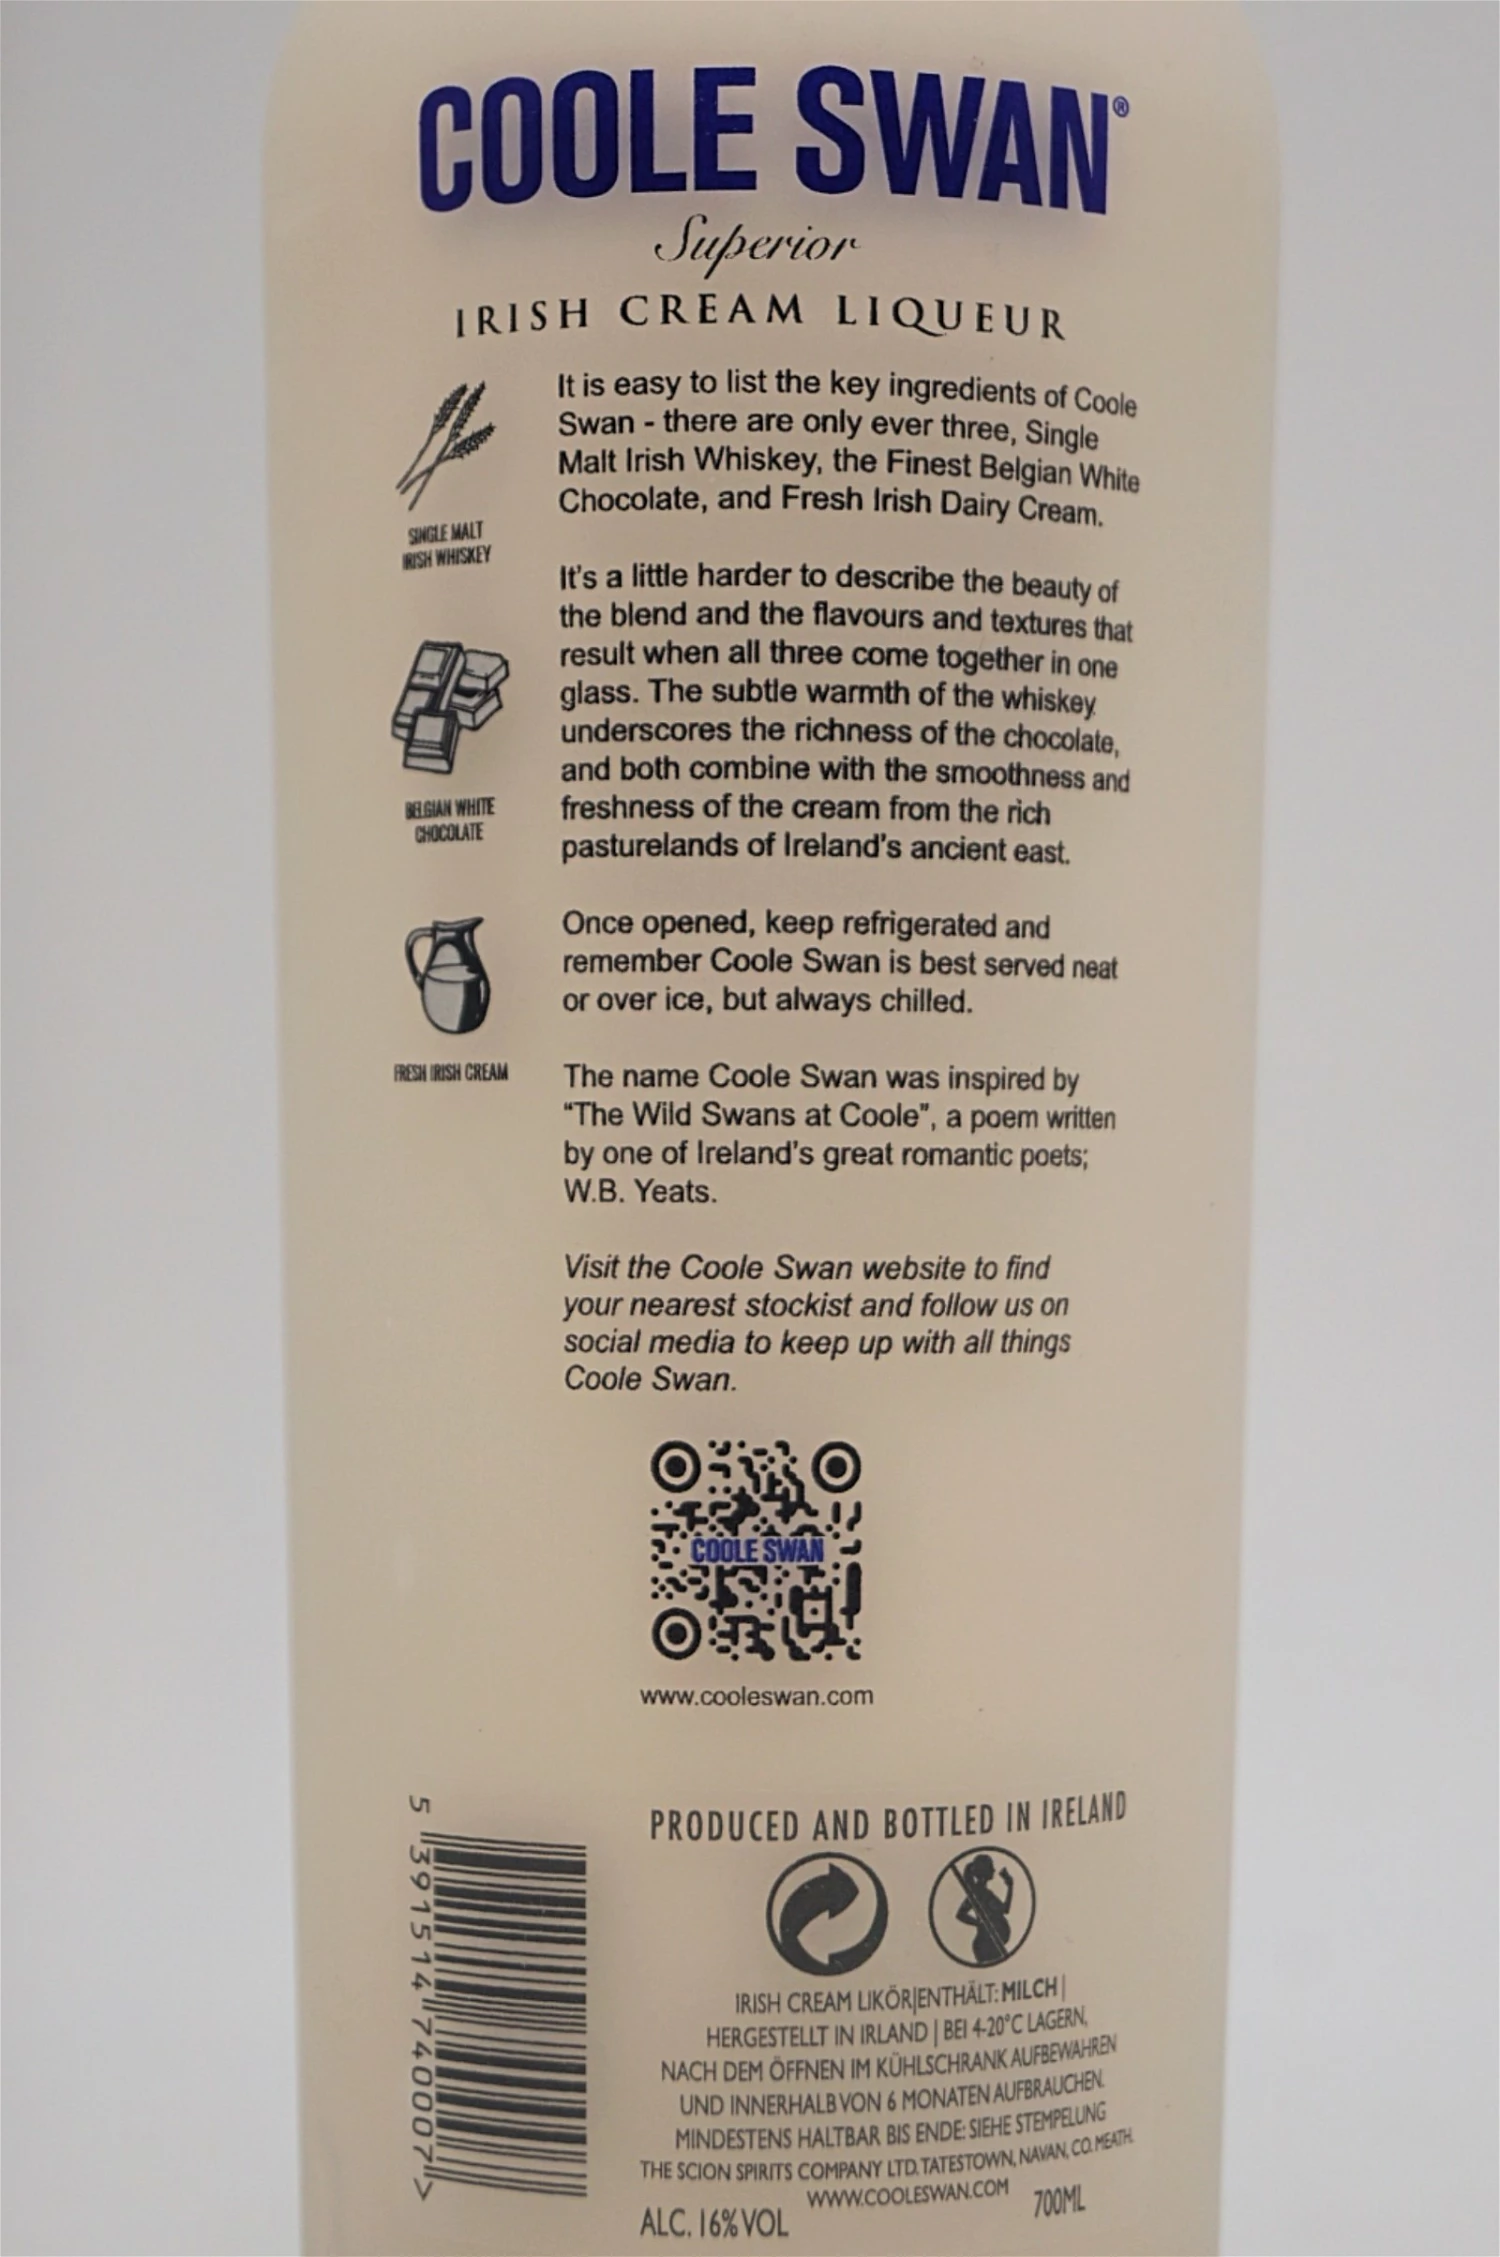 COOLE SWAN®
Superior
IRISH CREAM LIQUEUR
It is easy to list the key ingredients of Coole
Swan - there are only ever three, Single
Malt Irish Whiskey, the Finest Belgian White
Chocolate, and Fresh Irish Dairy Cream.
SINGLE MALT
IRISH WHISKEY
It's a little harder to describe the beauty of
the blend and the flavours and textures that
result when all three come together in one
glass. The subtle warmth of the whiskey
underscores the richness of the chocolate,
and both combine with the smoothness and
freshness of the cream from the rich
pasturelands of Ireland's ancient east.
BELGIAN WHITE
CHOCOLATE
Once opened, keep refrigerated and
remember Coole Swan is best served neat
or over ice, but always chilled.
FRESH IRISH CREAM
The name Coole Swan was inspired by
“The Wild Swans at Coole”, a poem written
by one of Ireland's great romantic poets;
W.B. Yeats.
Visit the Coole Swan website to find
your nearest stockist and follow us on
social media to keep up with all things
Coole Swan.
COOLE SWAN
www.cooleswan.com
5 391514 740007 >
PRODUCED AND BOTTLED IN IRELAND
IRISH CREAM LIKÖR|ENTHÄLT: MILCH |
HERGESTELLT IN IRLAND | BEI 4-20°C LAGERN,
NACH DEM ÖFFNEN IM KÜHLSCHRANK AUFBEWAHREN
UND INNERHALB VON 6 MONATEN AUFBRAUCHEN.
MINDESTENS HALTBAR BIS ENDE: SIEHE STEMPELUNG
THE SCION SPIRITS COMPANY LTD. TATESTOWN, NAVAN, CO. MEATH.
WWW.COOLESWAN.COM
ALC. 16% VOL
700ML